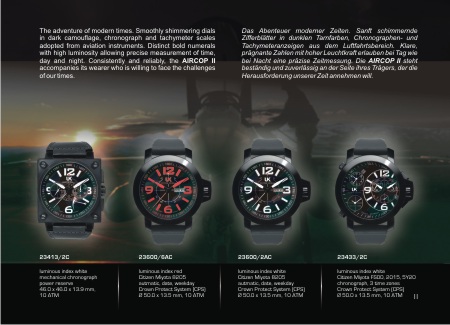 The adventure of modern times. Smoothly shimmering dials
in dark camouflage, chronograph and tachymeter scales
adopted from aviation instruments. Distinct bold numerals
with high luminosity allowing precise measurement of time,
day and night. Consistently and reliably, the AIRCOP II
accompanies its wearer who is willing to face the challenges
of our times.
Das Abenteuer moderner Zeiten. Sanft schimmernde
Zifferblätter in dunklen Tarnfarben, Chronographen- und
Tachymeteranzeigen aus dem Luftfahrtsbereich. Klare,
prägnante Zahlen mit hoher Leuchtkraft erlauben bei Tag wie
bei Nacht eine präzise Zeitmessung. Die AIRCOP II steht
beständig und zuverlässig an der Seite ihres Trägers, der die
Herausforderung unserer Zeit annehmen will.
23413/2C
luminous index white
mechanical chronograph
power reserve
46.0 x 46.0 x 13.9 mm,
10 ATM
23600/6AC
luminous index red
Citizen Miyota 8205
automatic, date, weekday
Crown Protect System (CPS)
Ø 50.0 x 13.5 mm, 10 ATM
23600/2AC
luminous index white
Citizen Miyota 8205
automatic, date, weekday
Crown Protect System (CPS)
Ø 50.0 x 13.5 mm, 10 ATM
23433/2C
luminous index white
Citizen Miyota FS00, 2015, 5Y20
chronograph, 3 time zones
Crown Protect System (CPS)
Ø 50.0 x 13.5 mm, 10 ATM
11